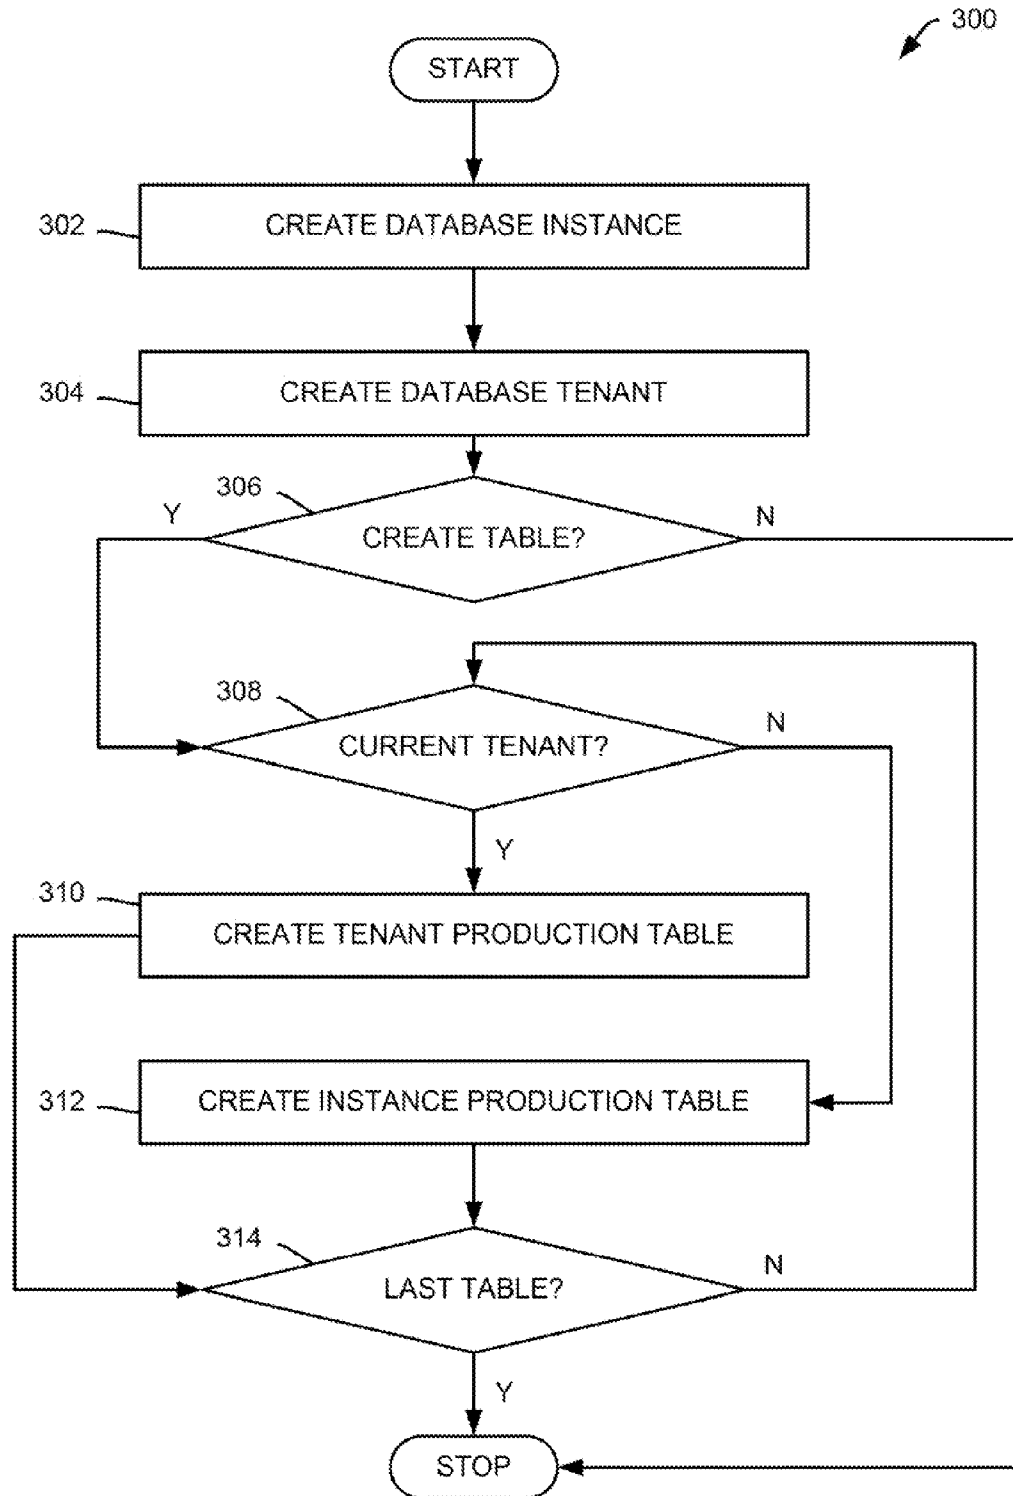 300
START
302
CREATE DATABASE INSTANCE
304
CREATE DATABASE TENANT
306
Y
CREATE TABLE?
N
308
CURRENT TENANT?
N
Y
310
CREATE TENANT PRODUCTION TABLE
312
CREATE INSTANCE PRODUCTION TABLE
314
LAST TABLE?
N
Y
STOP